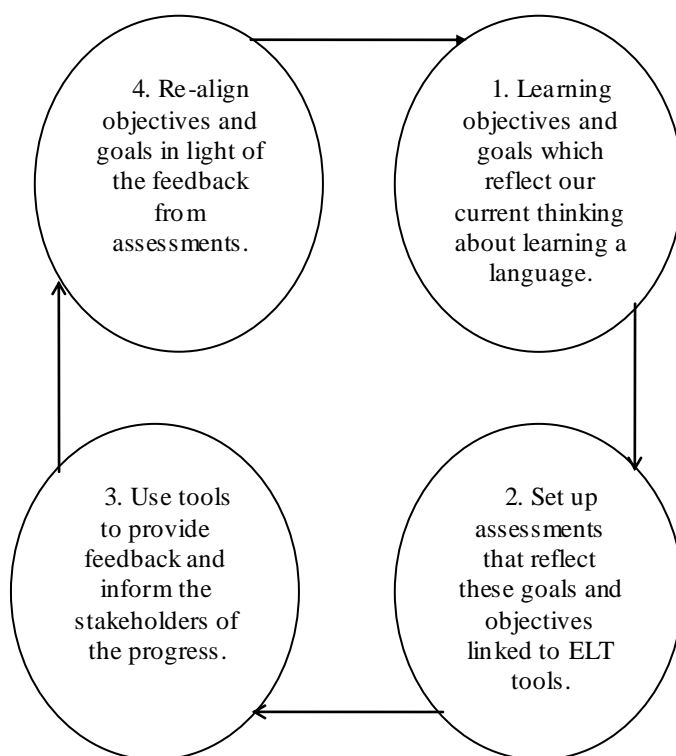 1. Learning
objectives and
goals which
reflect our
current thinking
about learning a
language.
2. Set up
assessments
that reflect
these goals and
objectives
linked to ELT
tools.
3. Use tools
to provide
feedback and
inform the
stakeholders of
the progress.
4. Re-align
objectives and
goals in light of
the feedback
from
assessments.